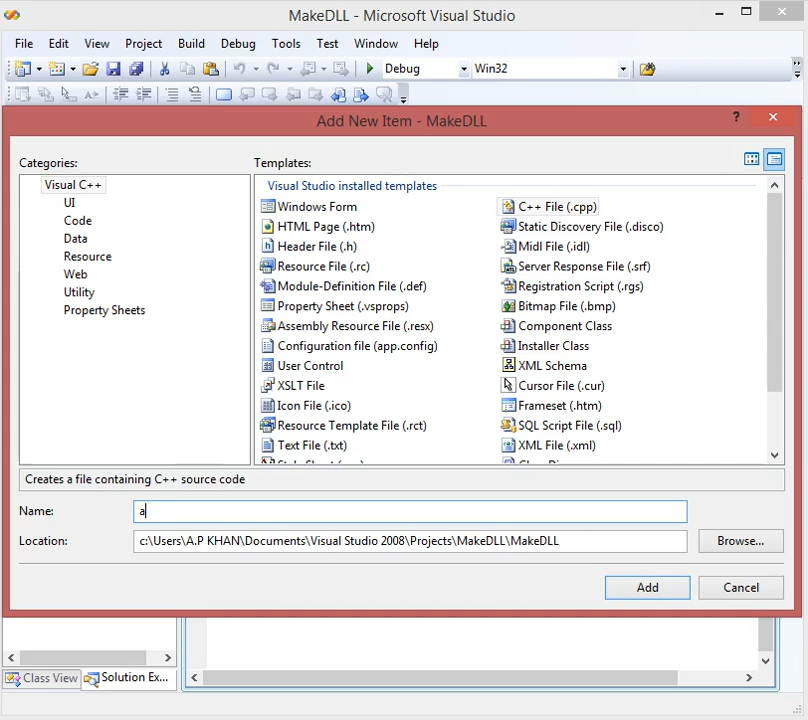 MakeDLL - Microsoft Visual Studio
File Edit View Project Build Debug Tools Test Window Help
Debug Win32
Add New Item - MakeDLL
Categories: Templates:
Visual C++
UI
Code
Data
Resource
Web
Utility
Property Sheets
Visual Studio installed templates
Windows Form C++ File (.cpp)
HTML Page (.htm) Static Discovery File (.disco)
Header File (.h) Midl File (.idl)
Resource File (.rc) Server Response File (.srf)
Module-Definition File (.def) Registration Script (.rgs)
Property Sheet (.vsprops) Bitmap File (.bmp)
Assembly Resource File (.resx) Component Class
Configuration file (app.config) Installer Class
User Control XML Schema
XSLT File Cursor File (.cur)
Icon File (.ico) Frameset (.htm)
Resource Template File (.rct) SQL Script File (.sql)
Text File (.txt) XML File (.xml)
Creates a file containing C++ source code
Name: a
Location: c:\Users\A.P KHAN\Documents\Visual Studio 2008\Projects\MakeDLL\MakeDLL Browse...
Add Cancel
Class View Solution Ex...